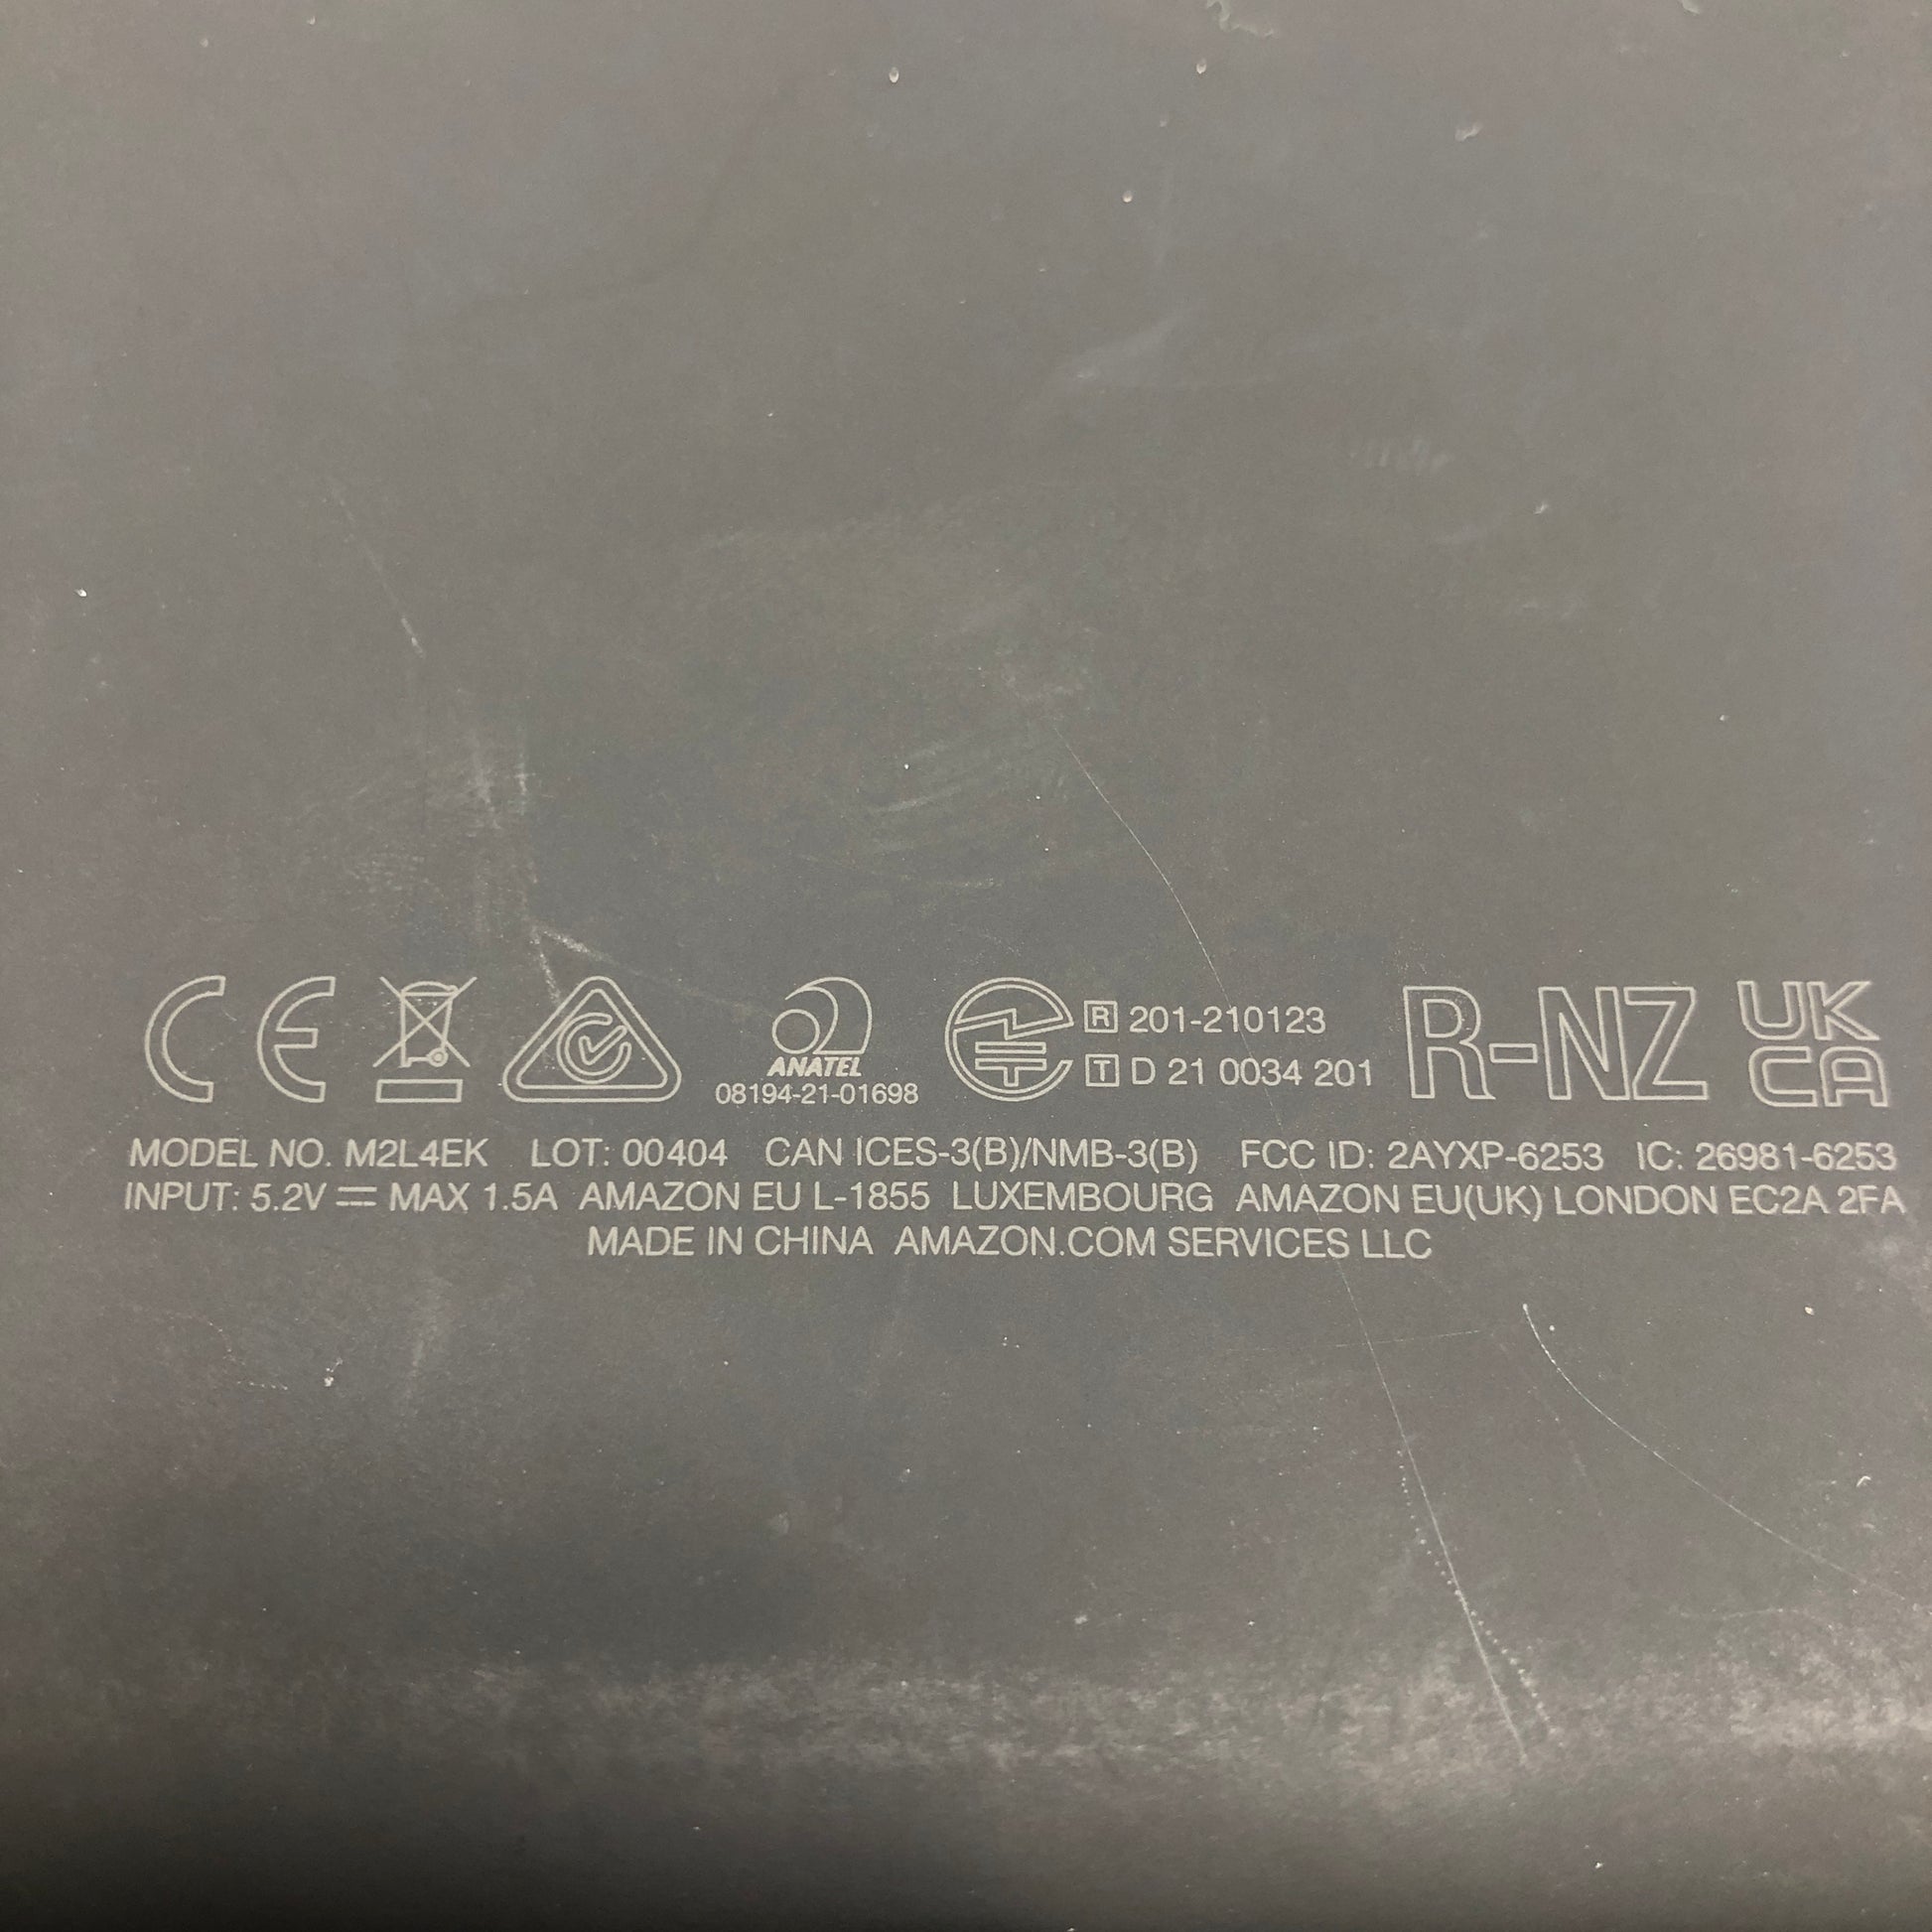 CE
ANATEL
08194-21-01698
R 201-210123
T D 21 0034 201
R-NZ
UK
CA
MODEL NO. M2L4EK LOT: 00404 CAN ICES-3(B)/NMB-3(B) FCC ID: 2AYXP-6253 IC: 26981-6253
INPUT: 5.2V ⎓ MAX 1.5A AMAZON EU L-1855 LUXEMBOURG AMAZON EU(UK) LONDON EC2A 2FA
MADE IN CHINA AMAZON.COM SERVICES LLC